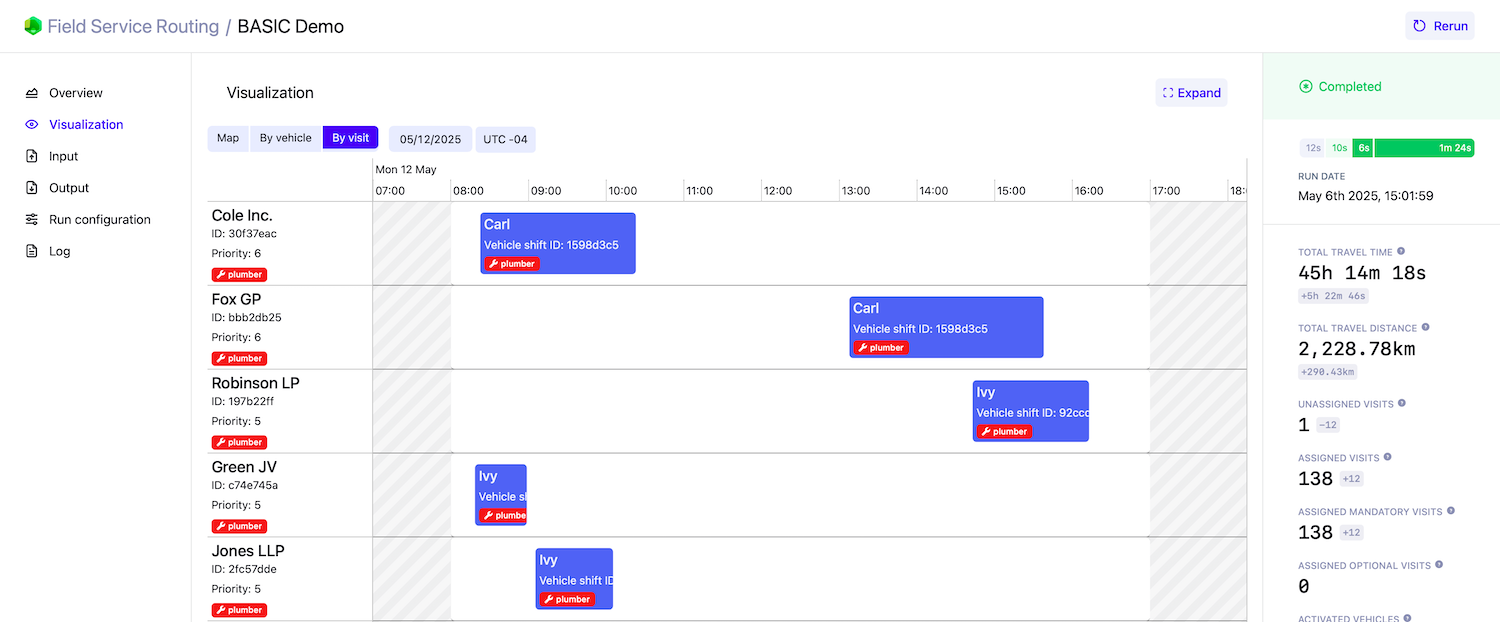 Field Service Routing / BASIC Demo
Rerun
Overview
Visualization
Input
Output
Run configuration
Log
Visualization
Expand
Map
By vehicle
By visit
05/12/2025
UTC -04
Mon 12 May
07:00 08:00 09:00 10:00 11:00 12:00 13:00 14:00 15:00 16:00 17:00 18:
Cole Inc.
ID: 30f37eac
Priority: 6
plumber
Carl
Vehicle shift ID: 1598d3c5
plumber
Fox GP
ID: bbb2db25
Priority: 6
plumber
Carl
Vehicle shift ID: 1598d3c5
plumber
Robinson LP
ID: 197b22ff
Priority: 5
plumber
Ivy
Vehicle shift ID: 92ccc
plumber
Green JV
ID: c74e745a
Priority: 5
plumber
Ivy
Vehicle sl
plumbe
Jones LLP
ID: 2fc57dde
Priority: 5
plumber
Ivy
Vehicle shift ID
plumber
Completed
12s 10s 6s 1m 24s
RUN DATE
May 6th 2025, 15:01:59
TOTAL TRAVEL TIME
45h 14m 18s
+5h 22m 46s
TOTAL TRAVEL DISTANCE
2,228.78km
+290.43km
UNASSIGNED VISITS
1 -12
ASSIGNED VISITS
138 +12
ASSIGNED MANDATORY VISITS
138 +12
ASSIGNED OPTIONAL VISITS
0
ACTIVATED VEHICLES